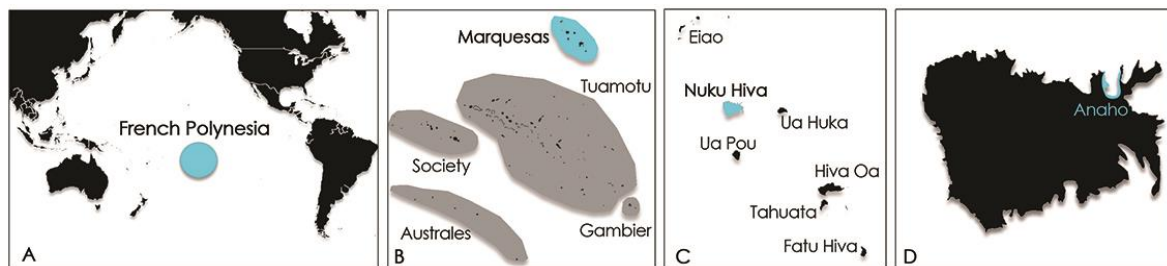 French Polynesia
A
Marquesas
Tuamotu
Society
Australes
Gambier
B
Eiao
Nuku Hiva
Ua Huka
Ua Pou
Hiva Oa
Tahuata
Fatu Hiva
C
Anaho
D